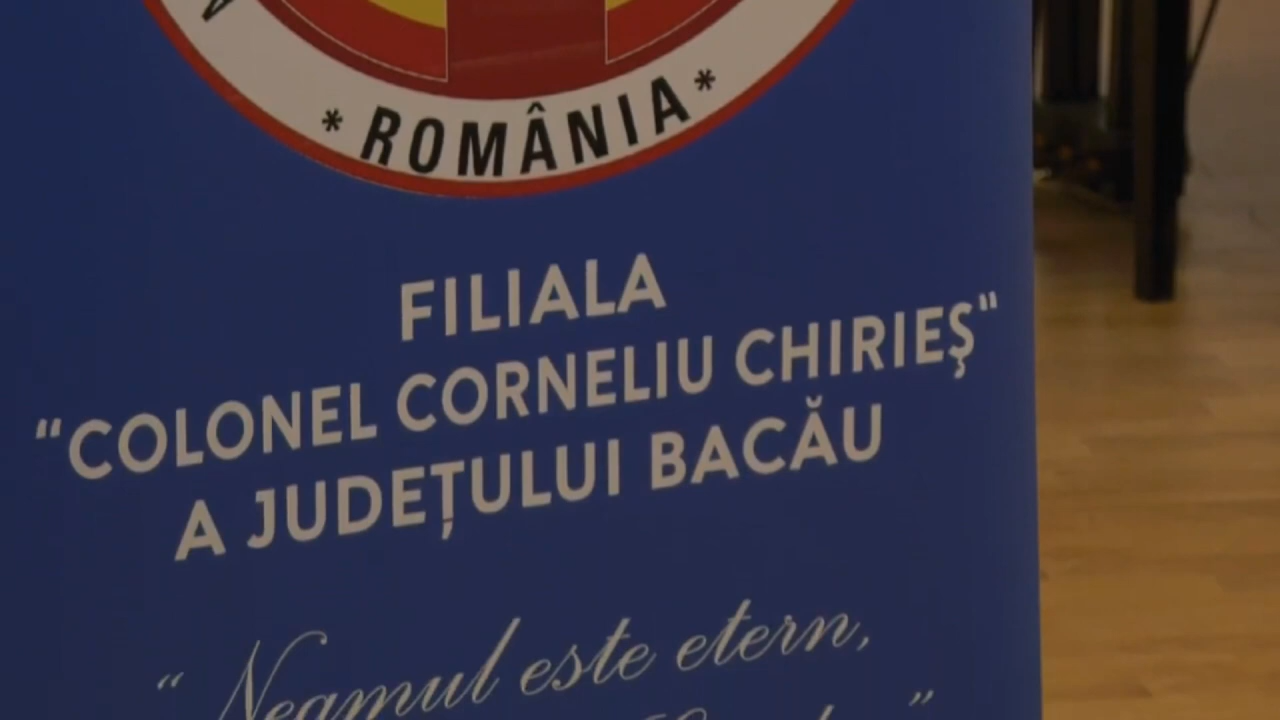 * ROMÂNIA *
FILIALA
“COLONEL CORNELIU CHIRIEŞ"
A JUDEȚULUI BACĂU
“ Neamul este etern,